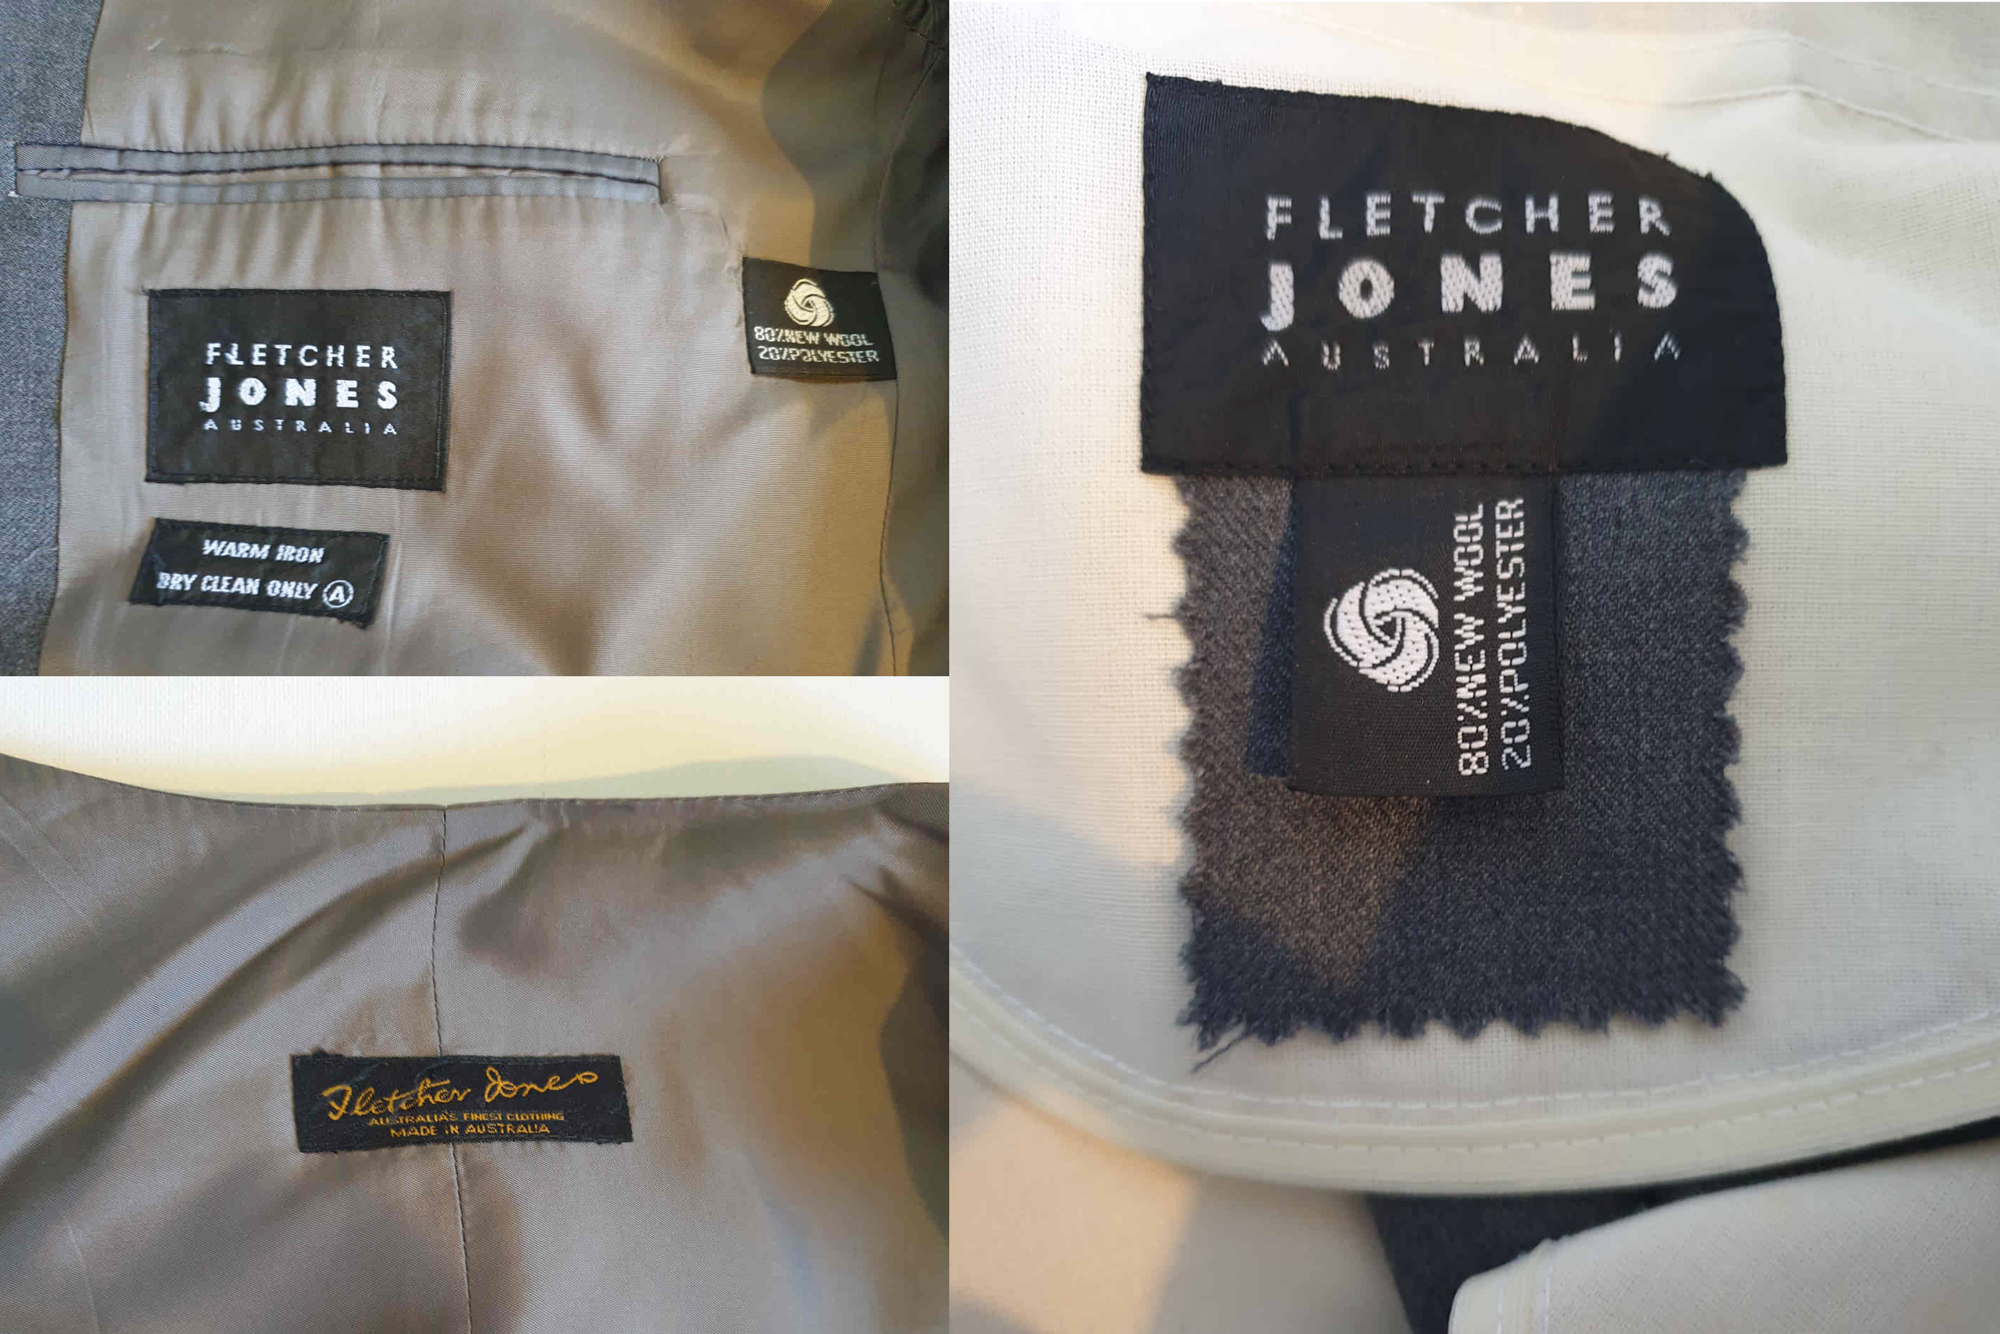 FLETCHER
JONES
AUSTRALIA
80%NEW WOOL
20%POLYESTER
WARM IRON
DRY CLEAN ONLY A
Fletcher Jones
AUSTRALIA'S FINEST CLOTHING
MADE IN AUSTRALIA
FLETCHER
JONES
AUSTRALIA
80%NEW WOOL
20%POLYESTER